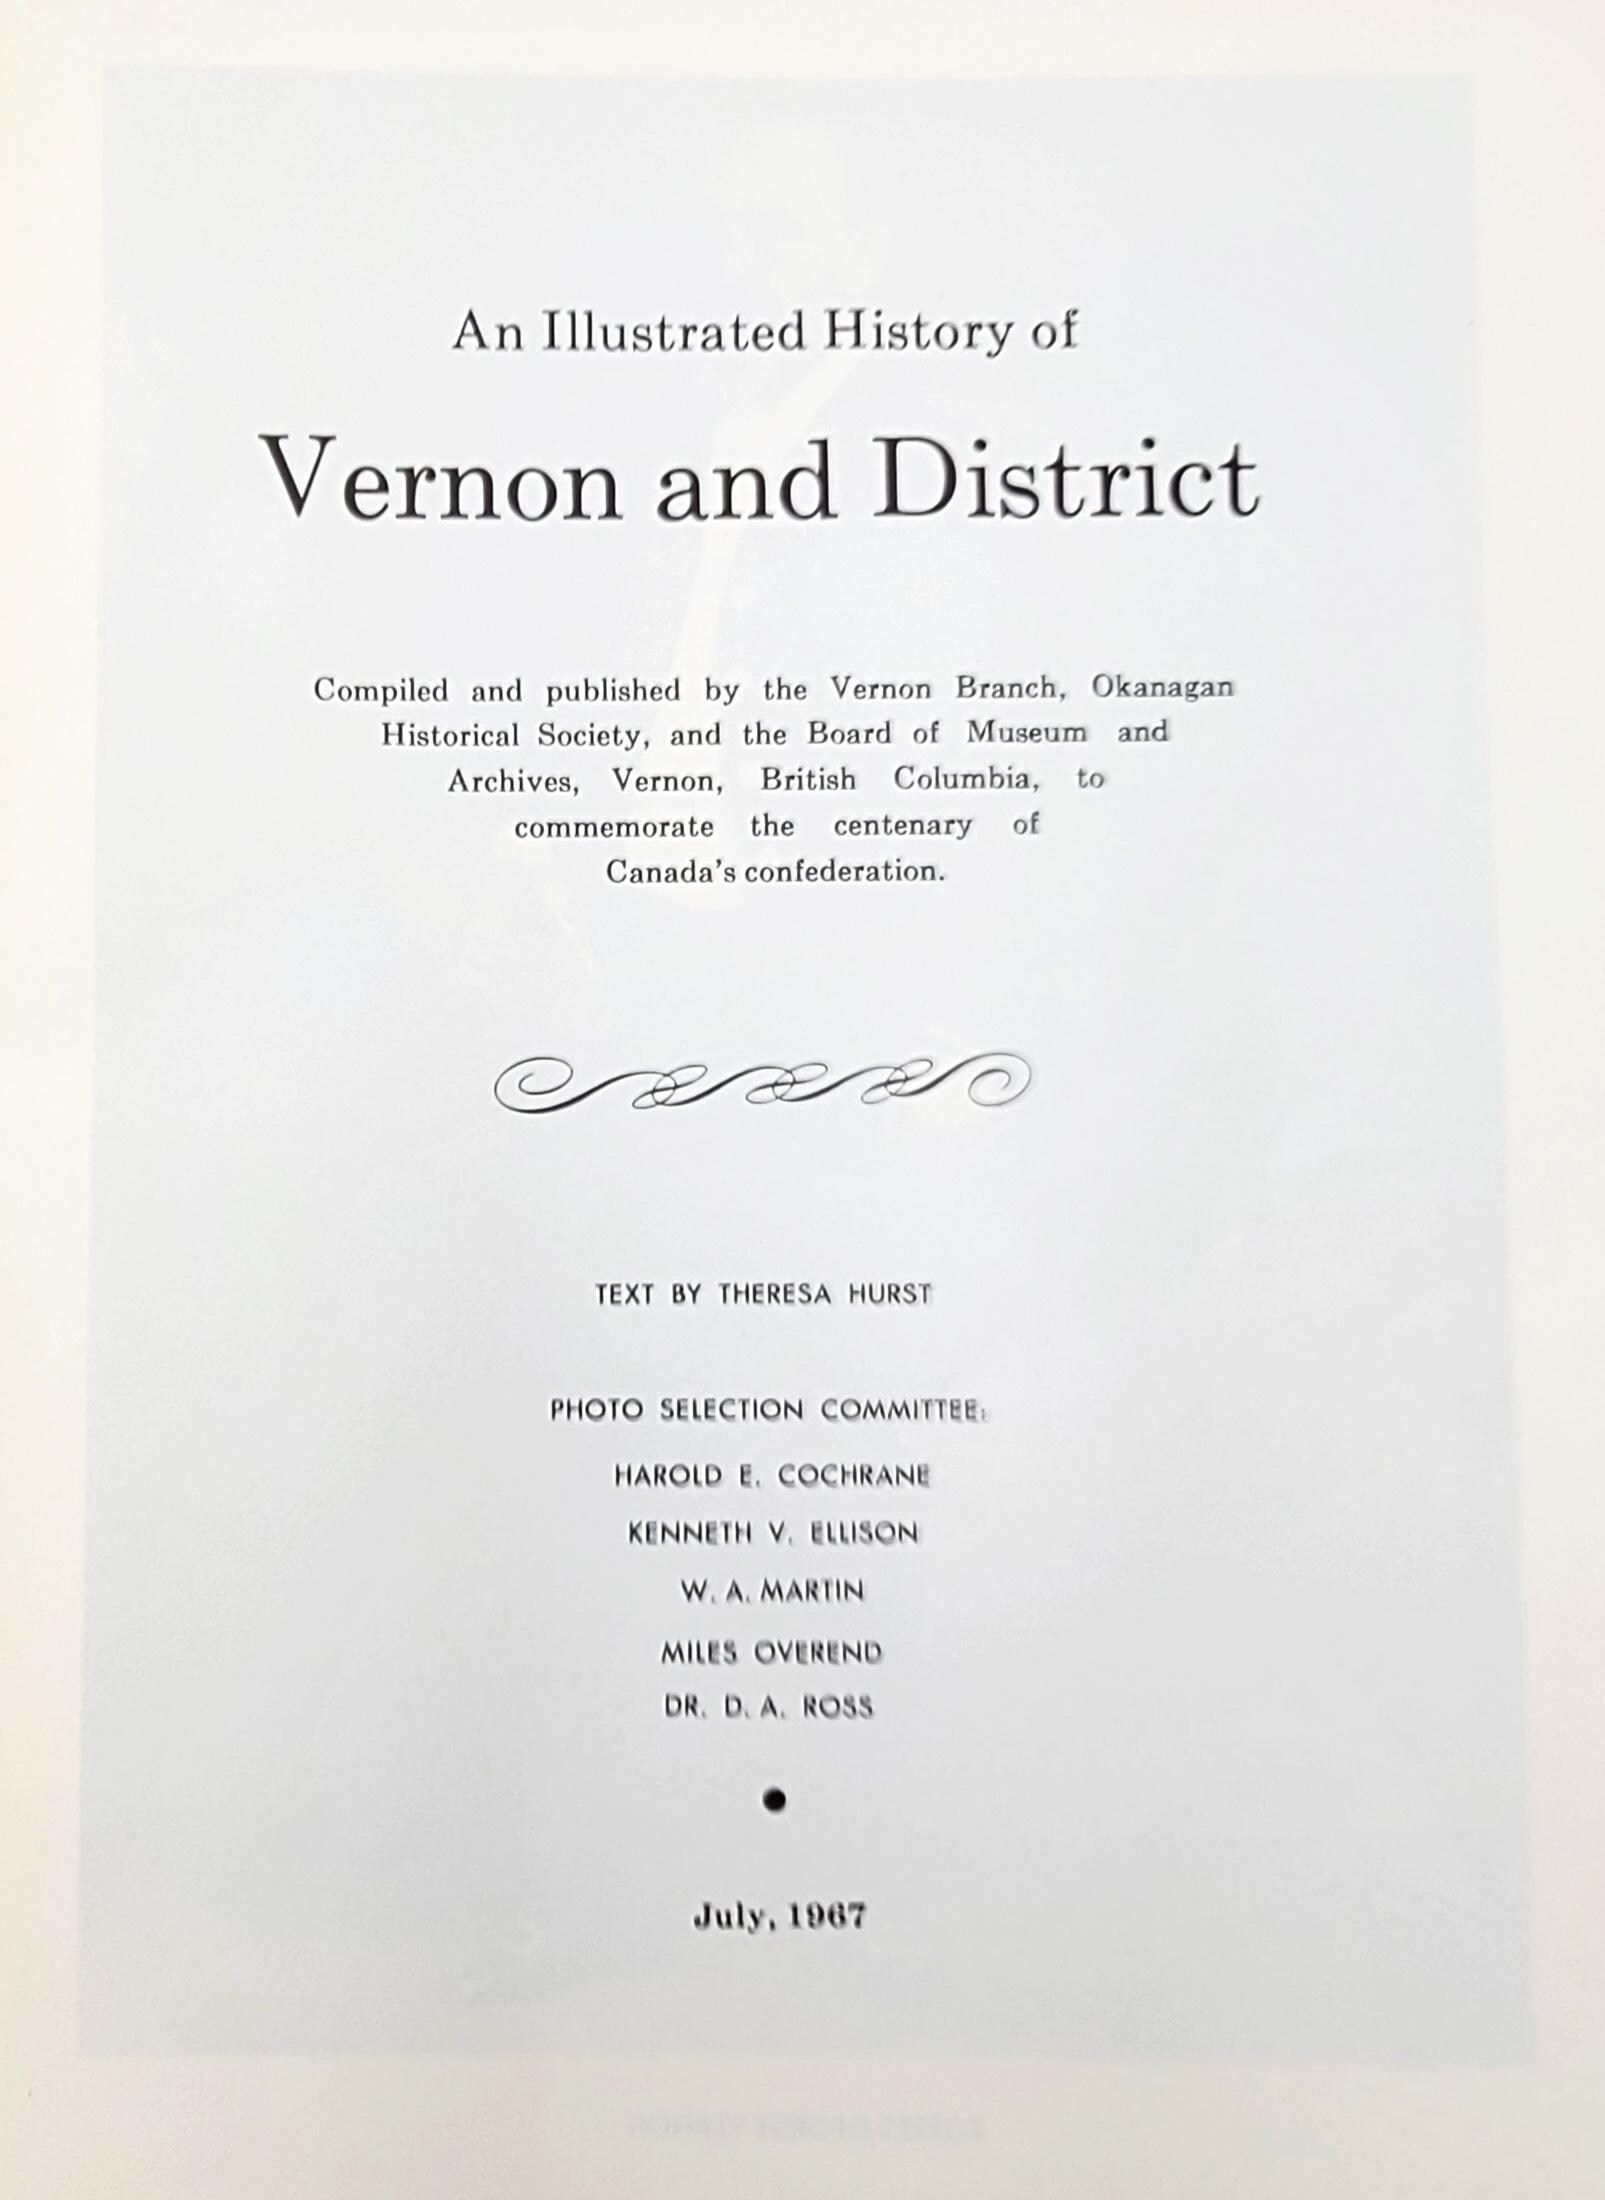 An Illustrated History of
Vernon and District
Compiled and published by the Vernon Branch, Okanagan
Historical Society, and the Board of Museum and
Archives, Vernon, British Columbia, to
commemorate the centenary of
Canada's confederation.
TEXT BY THERESA HURST
PHOTO SELECTION COMMITTEE:
HAROLD E. COCHRANE
KENNETH V. ELLISON
W. A. MARTIN
MILES OVEREND
DR. D. A. ROSS
July, 1967